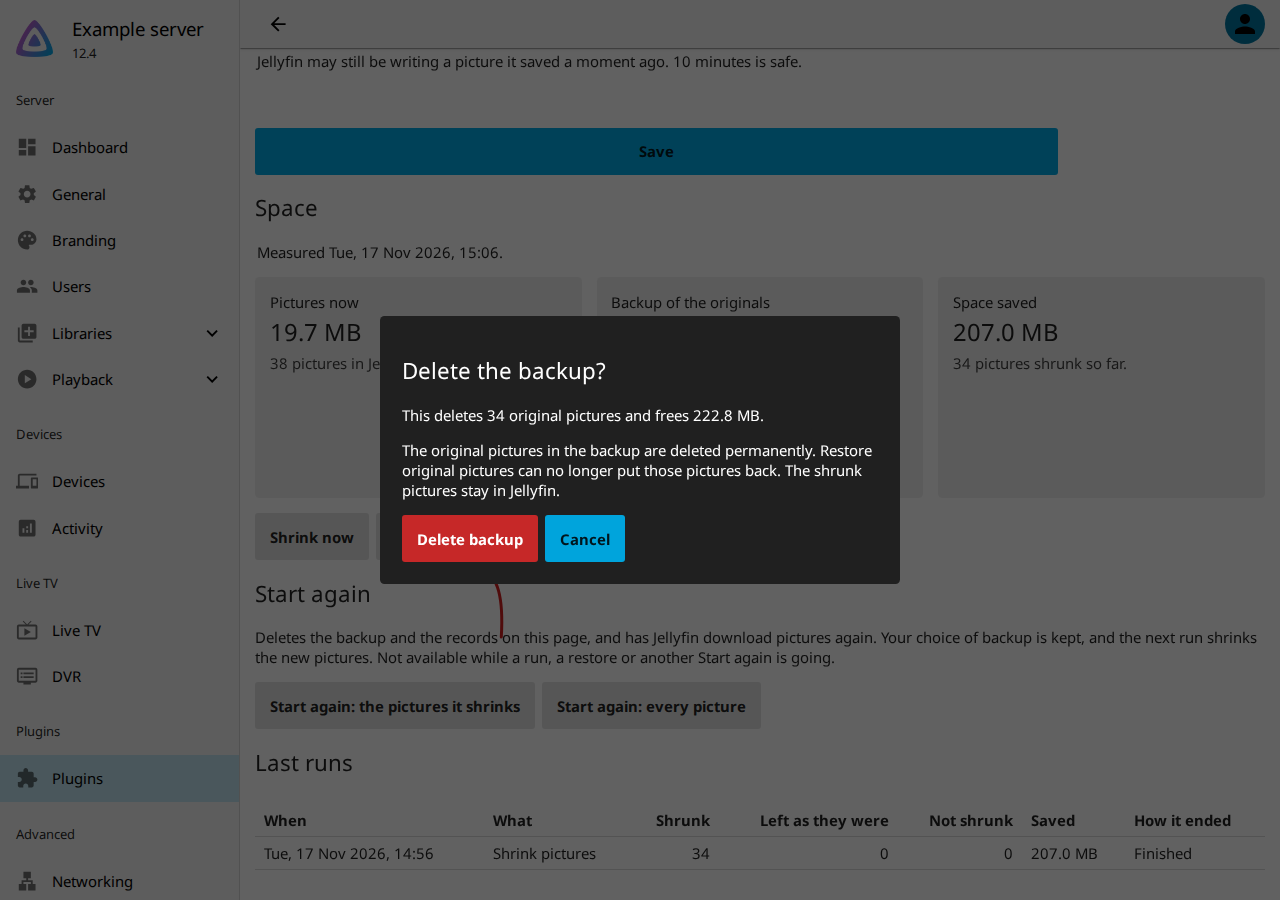 Example server
12.4
Server
Dashboard
General
Branding
Users
Libraries
Playback
Devices
Devices
Activity
Live TV
Live TV
DVR
Plugins
Plugins
Advanced
Networking
Jellyfin may still be writing a picture it saved a moment ago. 10 minutes is safe.
Save
Space
Measured Tue, 17 Nov 2026, 15:06.
Pictures now
19.7 MB
38 pictures in Je
Backup of the originals
Space saved
207.0 MB
34 pictures shrunk so far.
Delete the backup?
This deletes 34 original pictures and frees 222.8 MB.
The original pictures in the backup are deleted permanently. Restore
original pictures can no longer put those pictures back. The shrunk
pictures stay in Jellyfin.
Delete backup
Cancel
Shrink now
Start again
Deletes the backup and the records on this page, and has Jellyfin download pictures again. Your choice of backup is kept, and the next run shrinks
the new pictures. Not available while a run, a restore or another Start again is going.
Start again: the pictures it shrinks
Start again: every picture
Last runs
When What Shrunk Left as they were Not shrunk Saved How it ended
Tue, 17 Nov 2026, 14:56 Shrink pictures 34 0 0 207.0 MB Finished